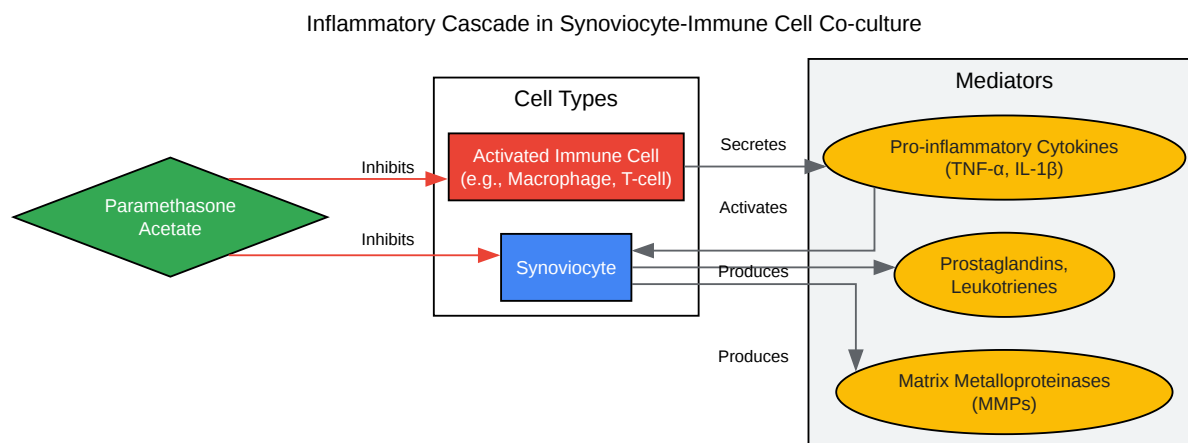 Inflammatory Cascade in Synoviocyte-Immune Cell Co-culture
Cell Types
Mediators
Paramethasone
Acetate
Inhibits
Inhibits
Activated Immune Cell
(e.g., Macrophage, T-cell)
Synoviocyte
Secretes
Activates
Produces
Produces
Pro-inflammatory Cytokines
(TNF-α, IL-1β)
Prostaglandins,
Leukotrienes
Matrix Metalloproteinases
(MMPs)